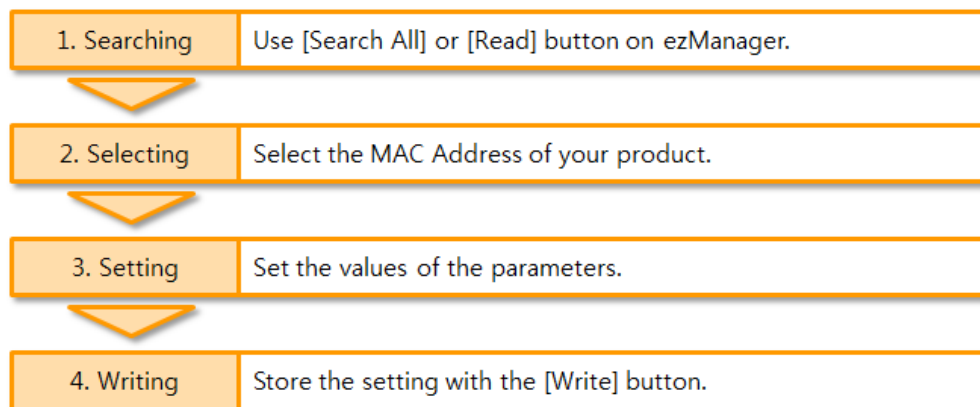 1. Searching Use [Search All] or [Read] button on ezManager.
2. Selecting Select the MAC Address of your product.
3. Setting Set the values of the parameters.
4. Writing Store the setting with the [Write] button.